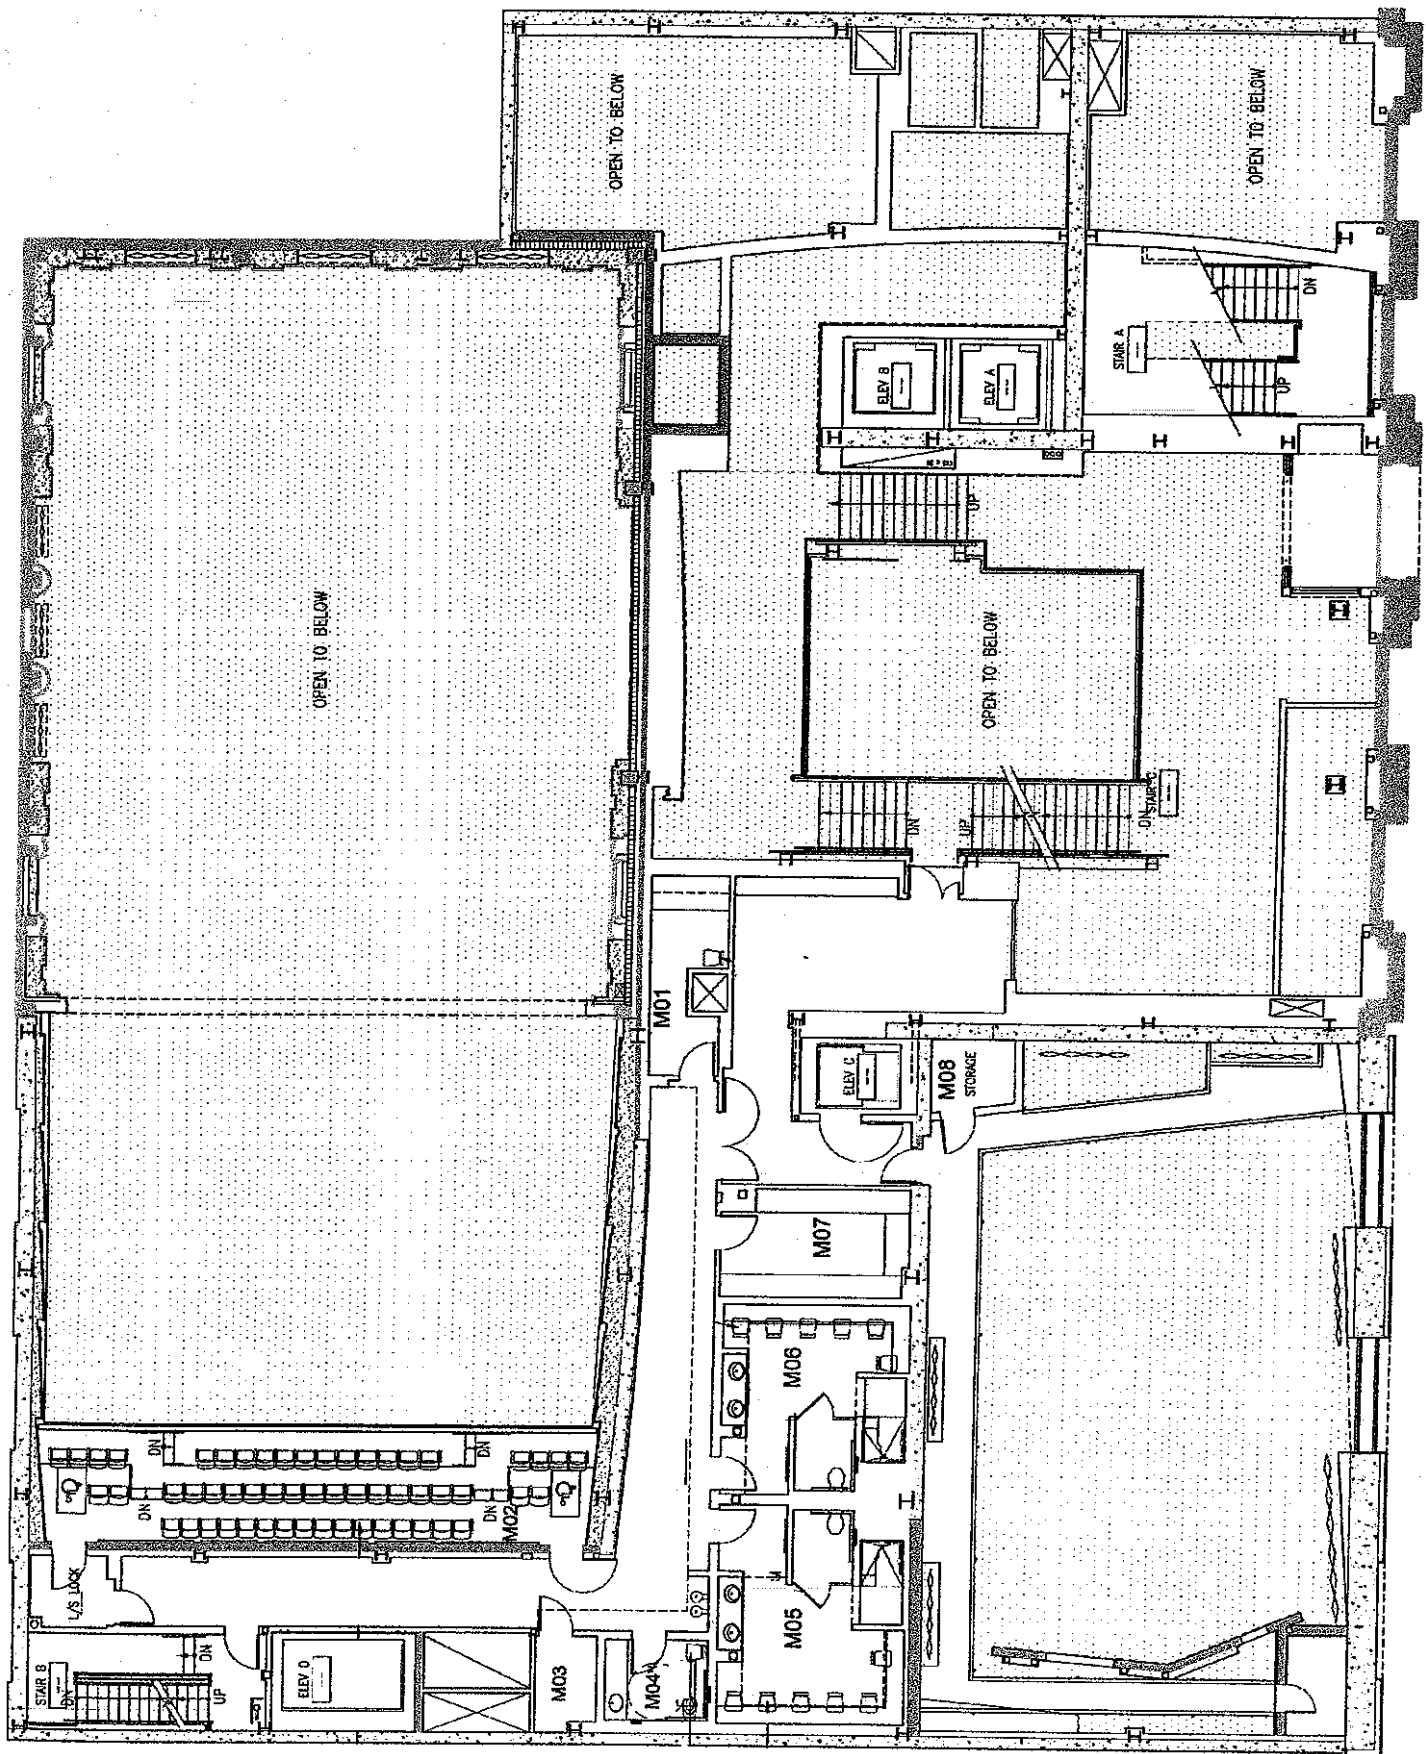 OPEN TO BELOW
OPEN TO BELOW
ELEV B
ELEV A
STAIR A
DN
UP
UP
OPEN TO BELOW
OPEN TO BELOW
DN
UP
DN
STAIR C
M01
ELEV C
M08
STORAGE
M07
M06
DN
DN
DN
DN
M02
L/S LOCK
STAIR B
DN
DN
UP
ELEV D
M03
M04
M05